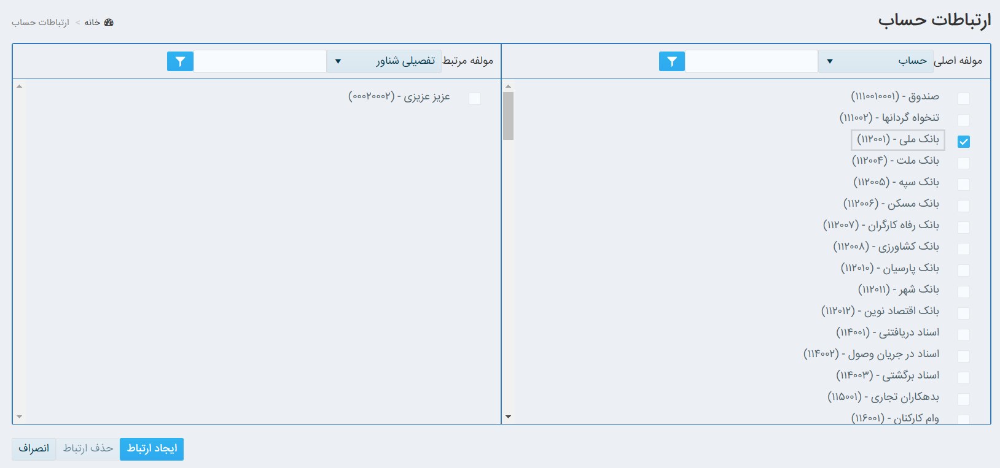 ارتباطات حساب
خانه > ارتباطات حساب
مولفه اصلی حساب
مولفه مرتبط تفصیلی شناور
صندوق - (۱۱۱۰۰۱۰۰۰۱)
تنخواه گردانها - (۱۱۱۰۰۲)
بانک ملی - (۱۱۲۰۰۱)
بانک ملت - (۱۱۲۰۰۴)
بانک سپه - (۱۱۲۰۰۵)
بانک مسکن - (۱۱۲۰۰۶)
بانک رفاه کارگران - (۱۱۲۰۰۷)
بانک کشاورزی - (۱۱۲۰۰۸)
بانک پارسیان - (۱۱۲۰۱۰)
بانک شهر - (۱۱۲۰۱۱)
بانک اقتصاد نوین - (۱۱۲۰۱۲)
اسناد دریافتنی - (۱۱۴۰۰۱)
اسناد در جریان وصول - (۱۱۴۰۰۲)
اسناد برگشتی - (۱۱۴۰۰۳)
بدهکاران تجاری - (۱۱۵۰۰۱)
وام کارکنان - (۱۱۶۰۰۱)
عزیز عزیزی - (۰۰۰۲۰۰۰۲)
ایجاد ارتباط حذف ارتباط انصراف